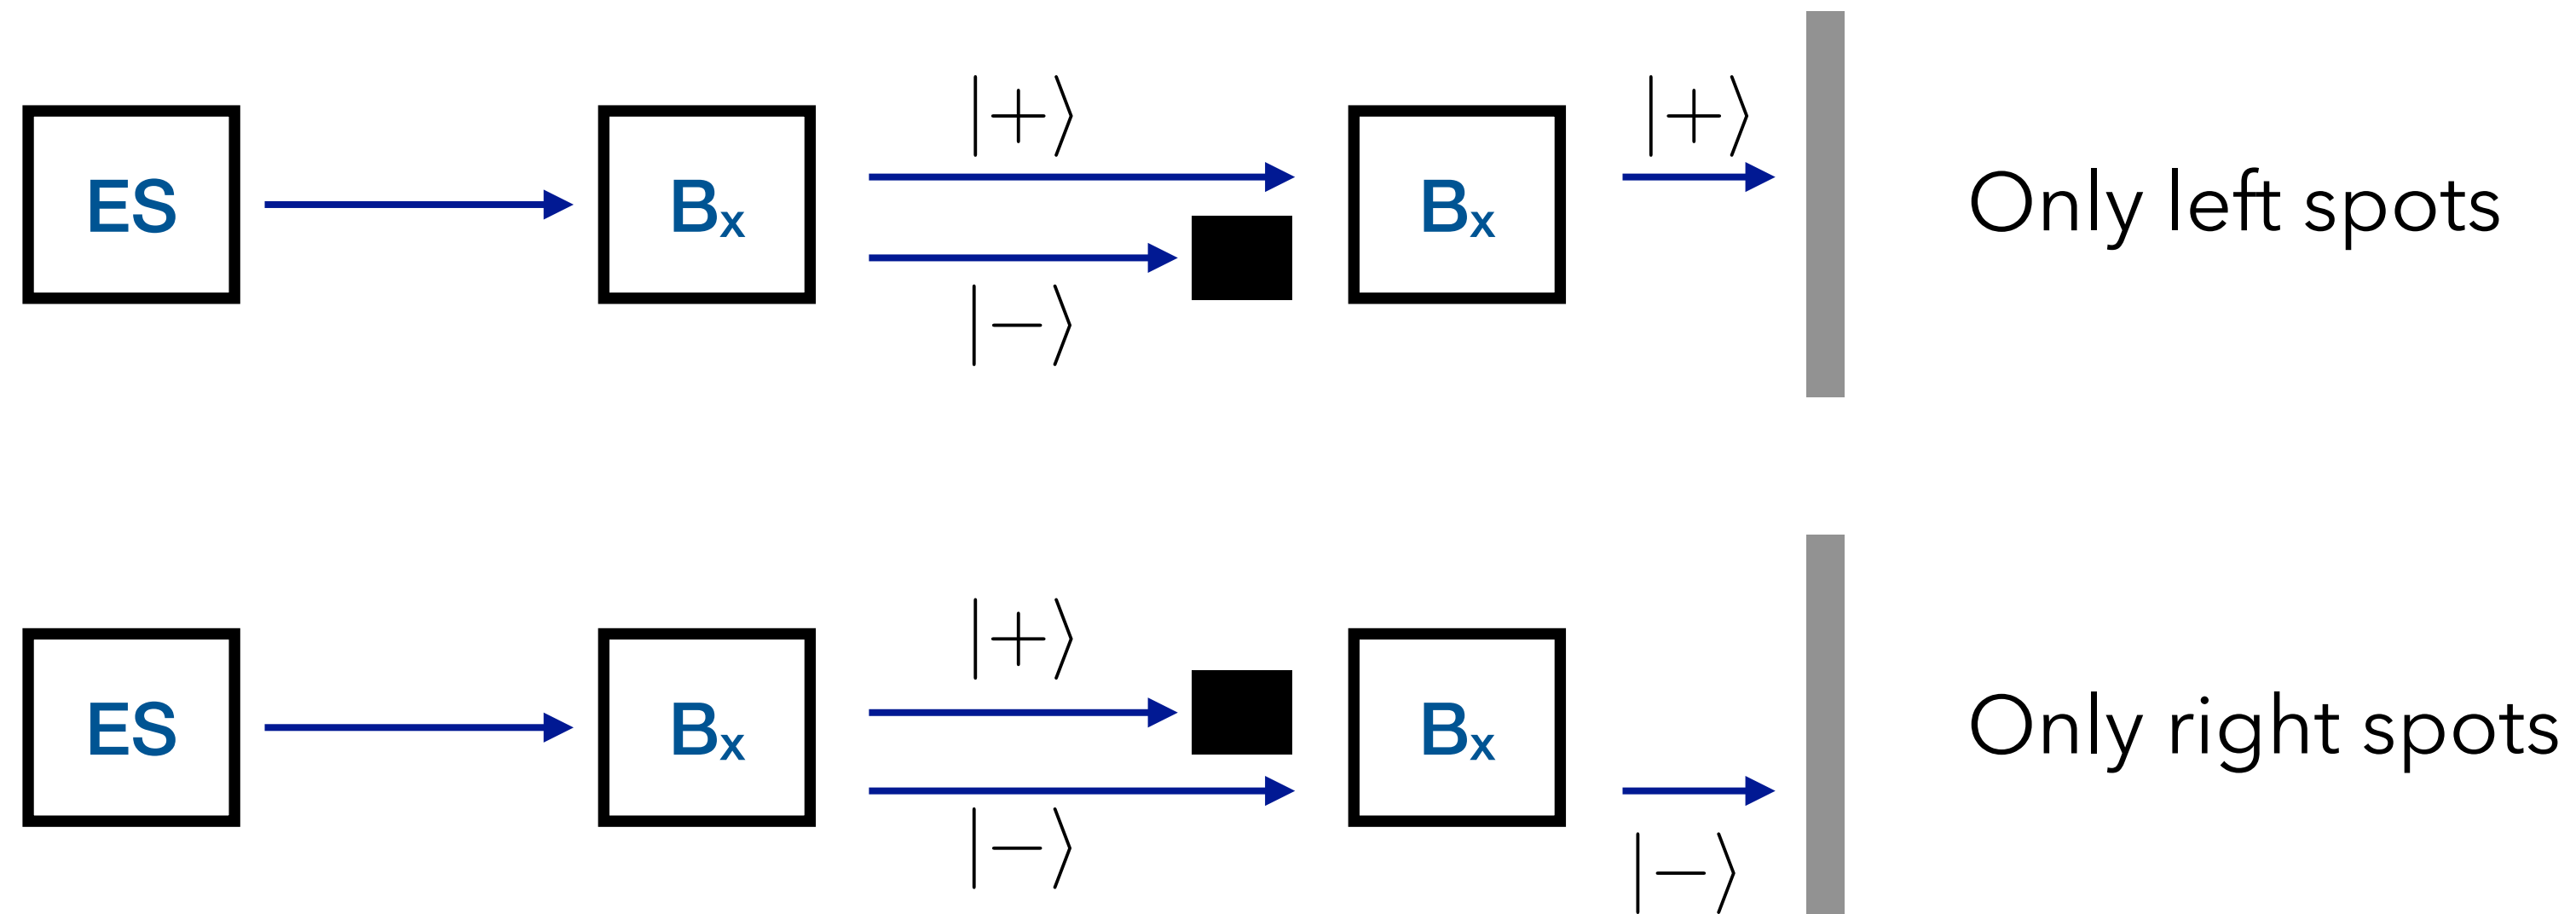 |+⟩ |+⟩
ES Bₓ Bₓ Only left spots
|−⟩
|+⟩
ES Bₓ Bₓ Only right spots
|−⟩ |−⟩